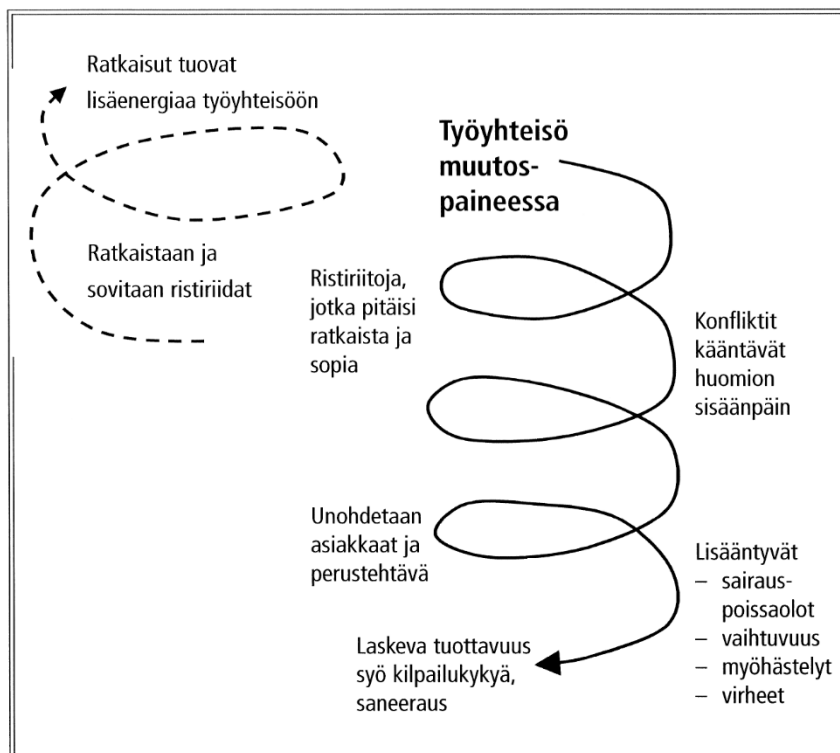 Ratkaisut tuovat
lisäenergiaa työyhteisöön
Ratkaistaan ja
sovitaan ristiriidat
Työyhteisö
muutos-
paineessa
Ristiriitoja,
jotka pitäisi
ratkaista ja
sopia
Konfliktit
kääntävät
huomion
sisäänpäin
Unohdetaan
asiakkaat ja
perustehtävä
Lisääntyvät
– sairaus-
poissaolot
– vaihtuvuus
– myöhästelyt
– virheet
Laskeva tuottavuus
syö kilpailukykyä,
saneeraus